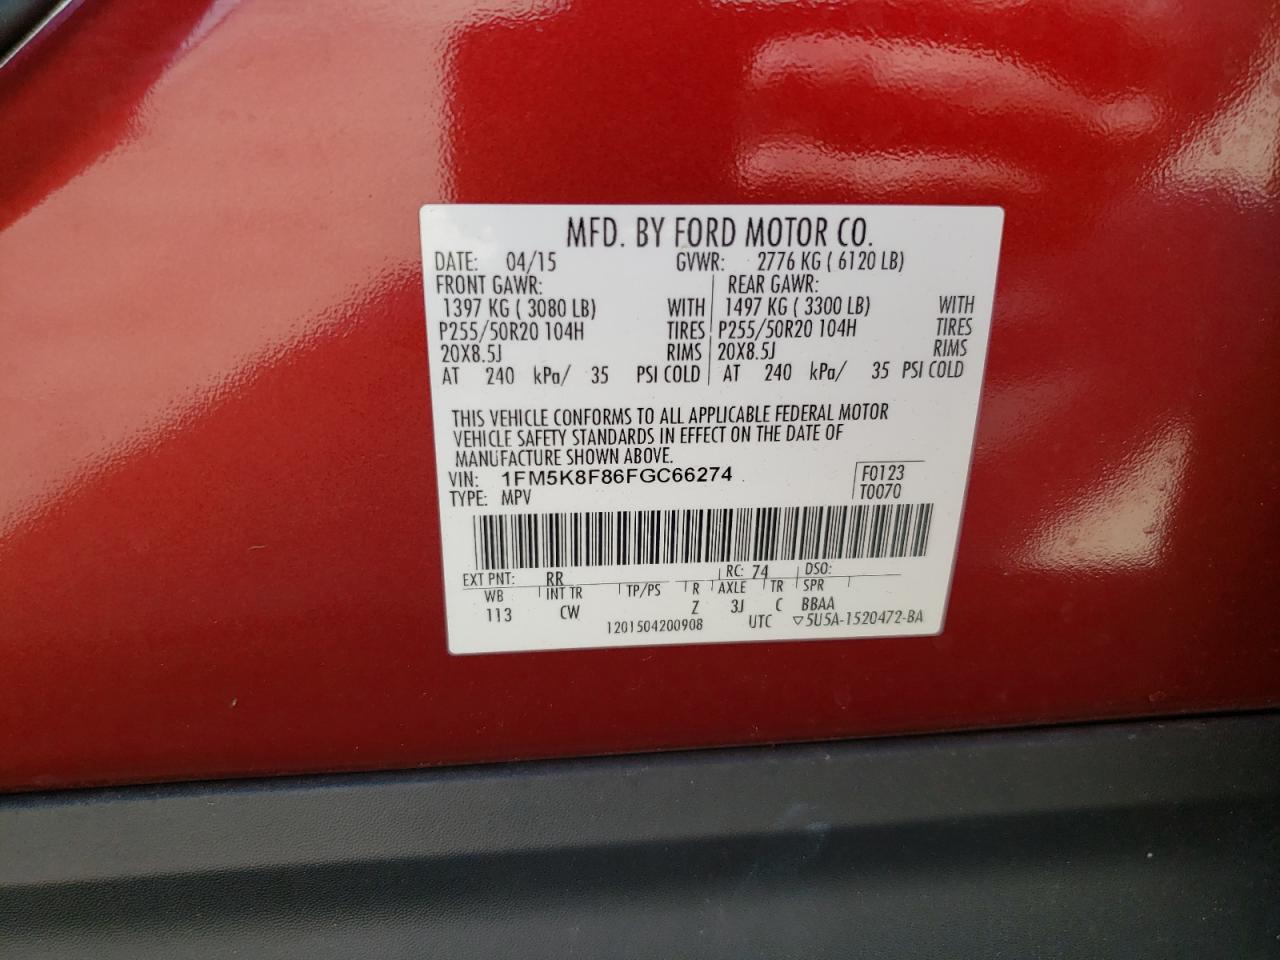 MFD. BY FORD MOTOR CO.
DATE: 04/15 GVWR: 2776 KG ( 6120 LB)
FRONT GAWR: REAR GAWR:
1397 KG ( 3080 LB) WITH 1497 KG ( 3300 LB) WITH
P255/50R20 104H TIRES P255/50R20 104H TIRES
20X8.5J RIMS 20X8.5J RIMS
AT 240 kPa/ 35 PSI COLD AT 240 kPa/ 35 PSI COLD
THIS VEHICLE CONFORMS TO ALL APPLICABLE FEDERAL MOTOR
VEHICLE SAFETY STANDARDS IN EFFECT ON THE DATE OF
MANUFACTURE SHOWN ABOVE.
VIN: 1FM5K8F86FGC66274 F0123
TYPE: MPV T0070
EXT PNT: RR RC: 74 DSO:
WB INT TR TP/PS R AXLE TR SPR
113 CW Z 3J C BBAA
1201504200908 UTC ▽5U5A-1520472-BA